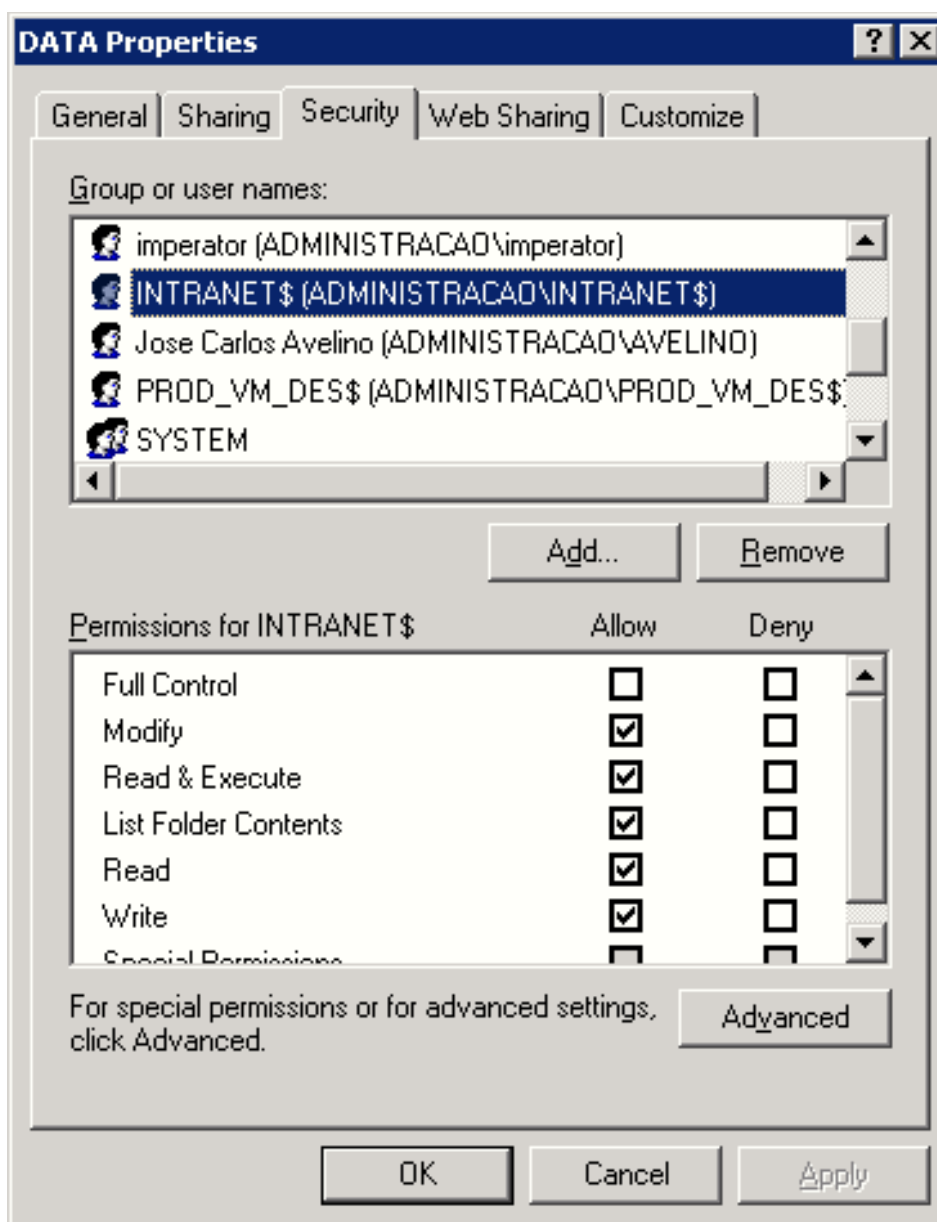 DATA Properties
General Sharing Security Web Sharing Customize
Group or user names:
imperator (ADMINISTRACAO\imperator)
INTRANET$ (ADMINISTRACAO\INTRANET$)
Jose Carlos Avelino (ADMINISTRACAO\AVELINO)
PROD_VM_DES$ (ADMINISTRACAO\PROD_VM_DES$)
SYSTEM
Add... Remove
Permissions for INTRANET$ Allow Deny
Full Control
Modify
Read & Execute
List Folder Contents
Read
Write
Special Permissions
For special permissions or for advanced settings,
click Advanced.
Advanced
OK Cancel Apply